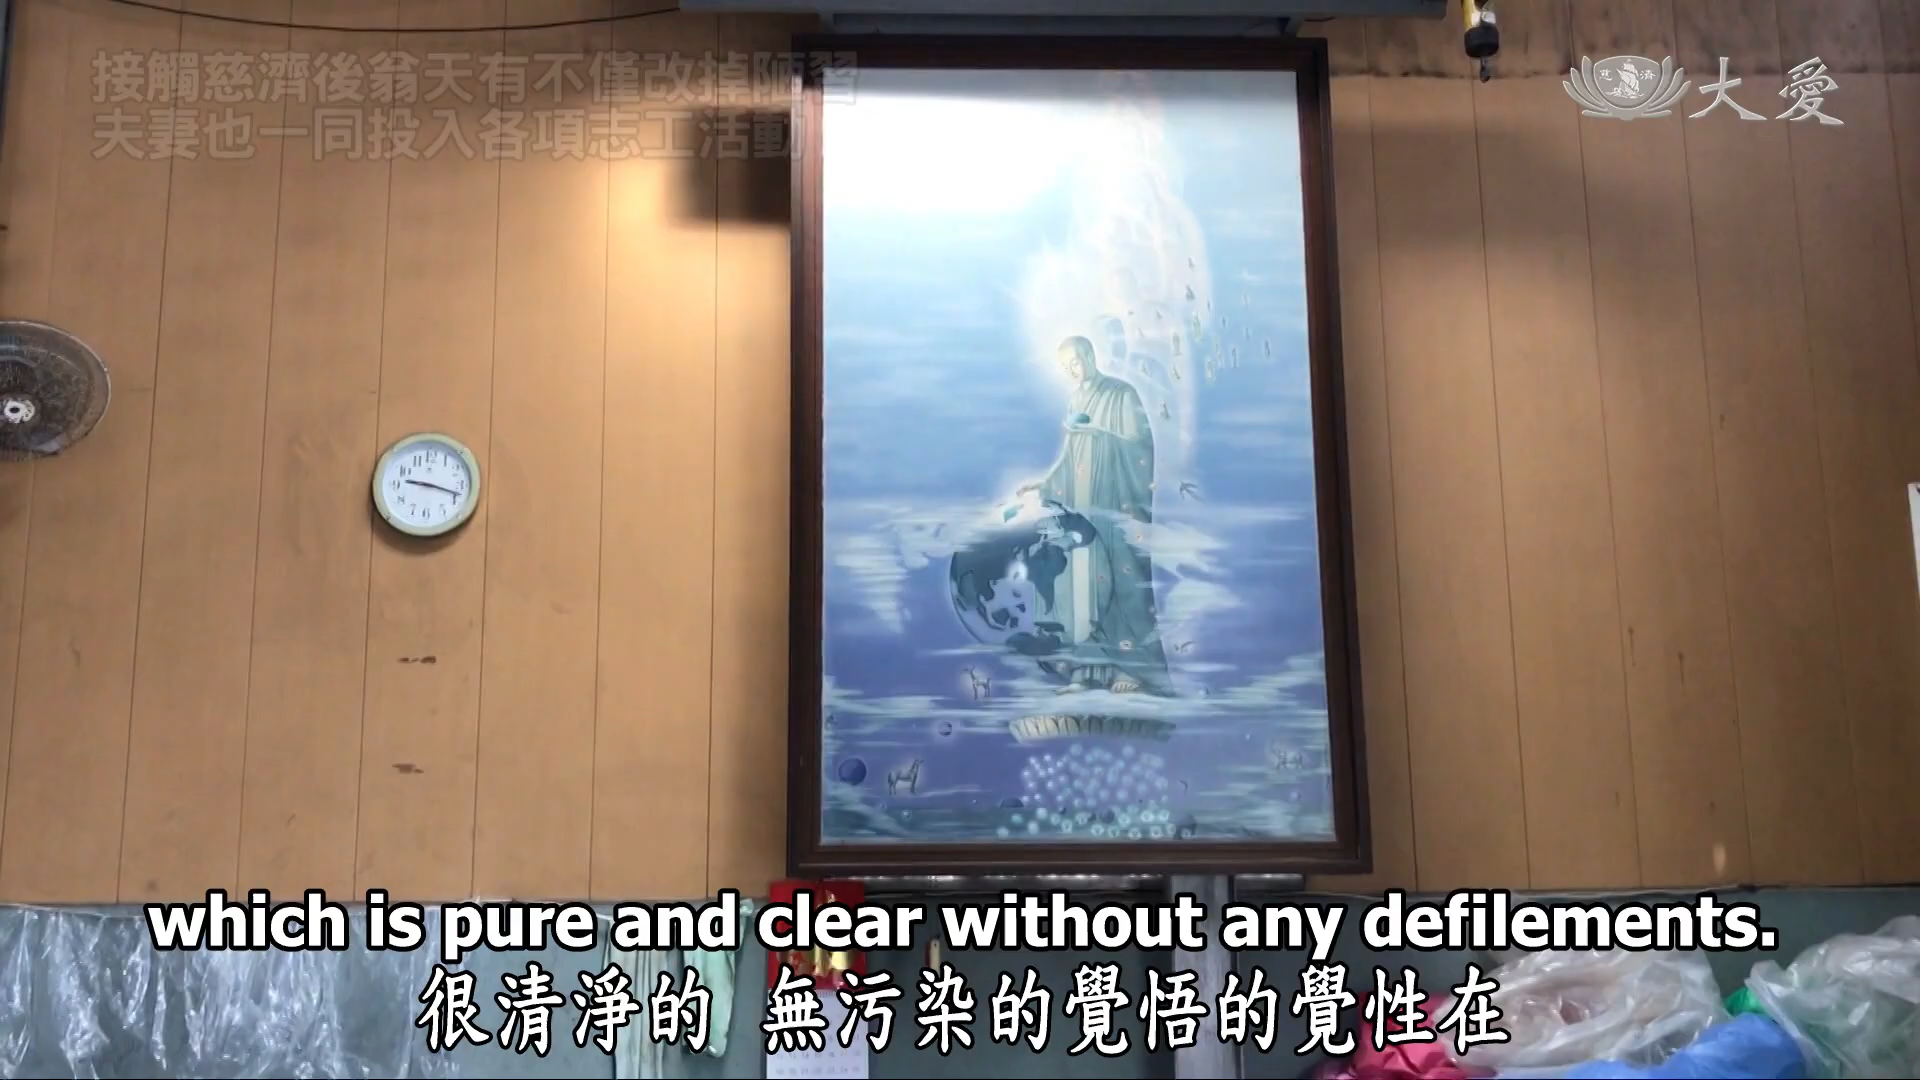 接觸慈濟後翁天有不僅改掉陋習
夫妻也一同投入各項志工活動
慈濟 大愛
which is pure and clear without any defilements.
很清淨的 無污染的覺悟的覺性在